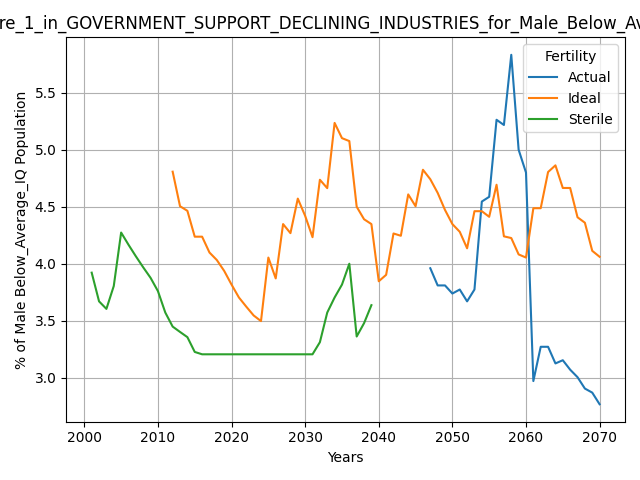 re_1_in_GOVERNMENT_SUPPORT_DECLINING_INDUSTRIES_for_Male_Below_Av
Fertility
Actual
Ideal
Sterile
% of Male Below_Average_IQ Population
5.5
5.0
4.5
4.0
3.5
3.0
2000 2010 2020 2030 2040 2050 2060 2070
Years